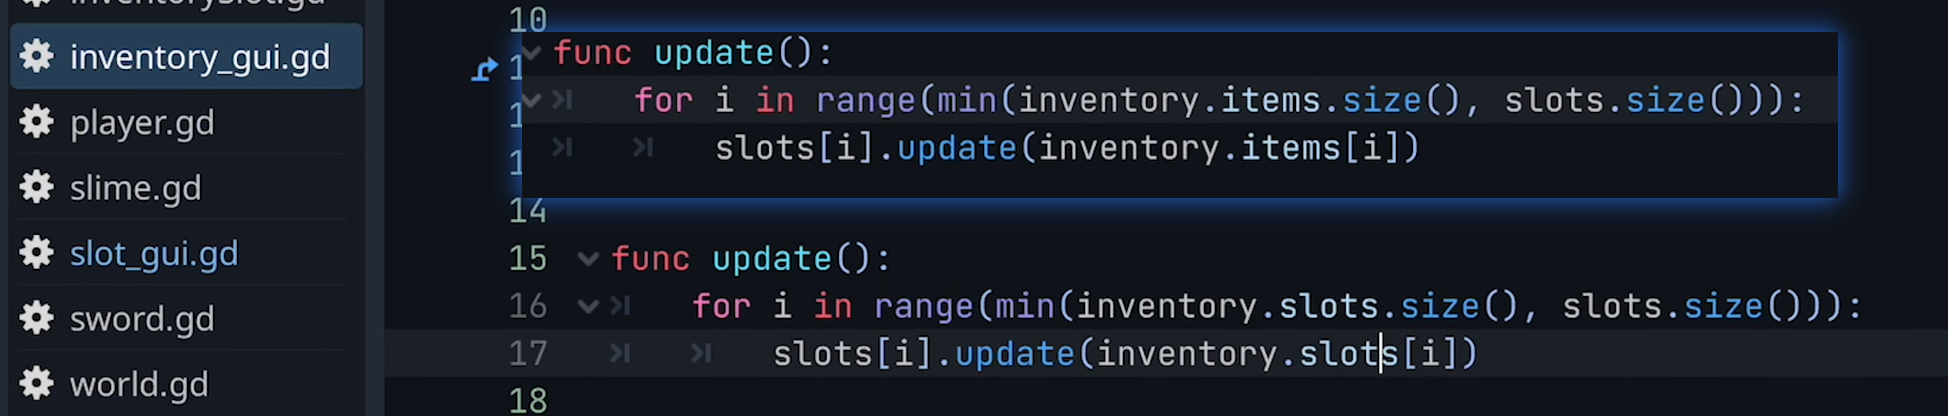 inventorySlot.gd
inventory_gui.gd
player.gd
slime.gd
slot_gui.gd
sword.gd
world.gd
10
func update():
1
for i in range(min(inventory.items.size(), slots.size())):
1
slots[i].update(inventory.items[i])
1
14
15 func update():
16 for i in range(min(inventory.slots.size(), slots.size())):
17 slots[i].update(inventory.slots[i])
18